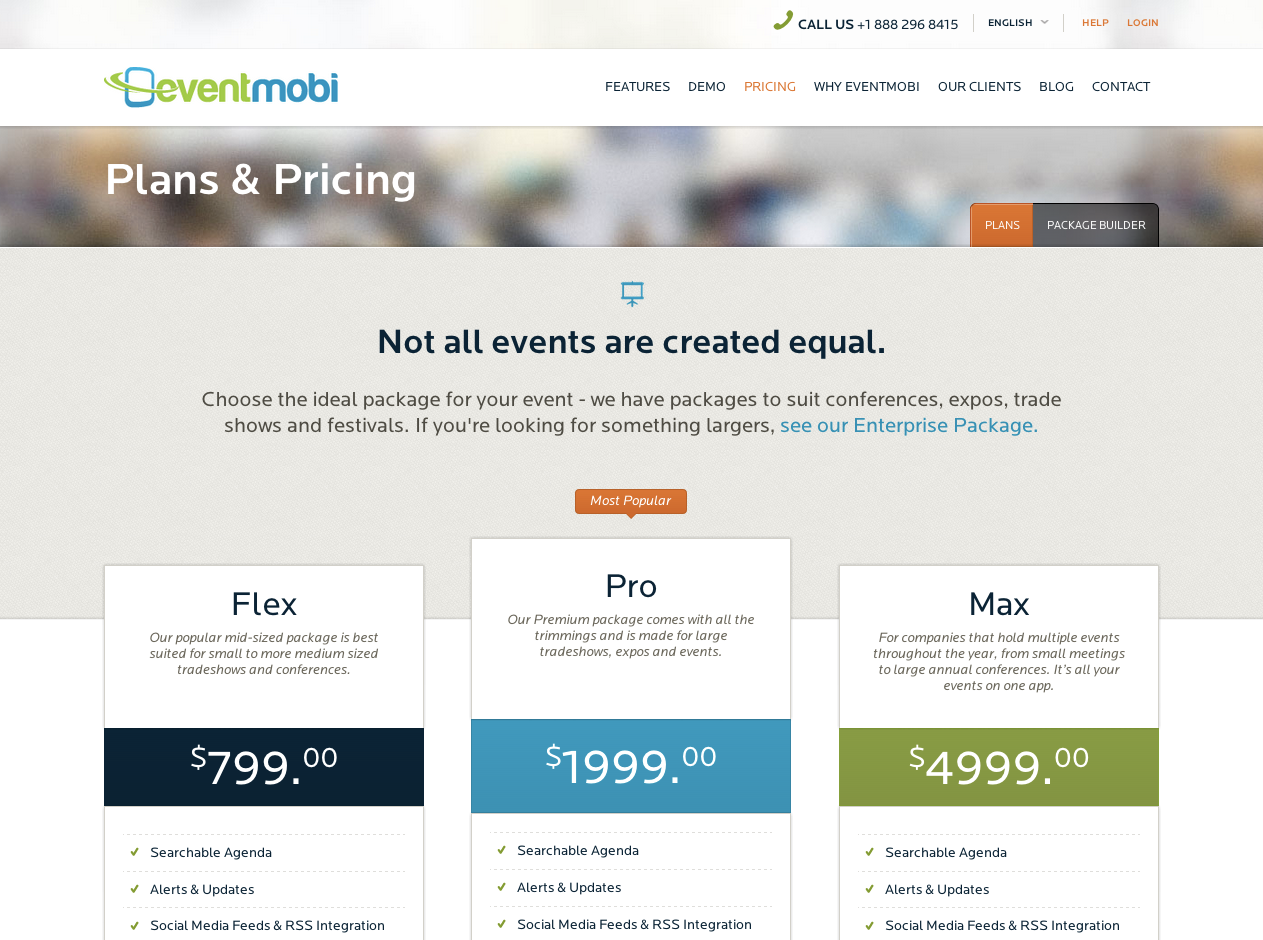 CALL US +1 888 296 8415
ENGLISH
HELP
LOGIN
eventmobi
FEATURES
DEMO
PRICING
WHY EVENTMOBI
OUR CLIENTS
BLOG
CONTACT
Plans & Pricing
PLANS
PACKAGE BUILDER
Not all events are created equal.
Choose the ideal package for your event - we have packages to suit conferences, expos, trade
shows and festivals. If you're looking for something largers, see our Enterprise Package.
Most Popular
Flex
Our popular mid-sized package is best
suited for small to more medium sized
tradeshows and conferences.
$799.00
Searchable Agenda
Alerts & Updates
Social Media Feeds & RSS Integration
Pro
Our Premium package comes with all the
trimmings and is made for large
tradeshows, expos and events.
$1999.00
Searchable Agenda
Alerts & Updates
Social Media Feeds & RSS Integration
Max
For companies that hold multiple events
throughout the year, from small meetings
to large annual conferences. It's all your
events on one app.
$4999.00
Searchable Agenda
Alerts & Updates
Social Media Feeds & RSS Integration